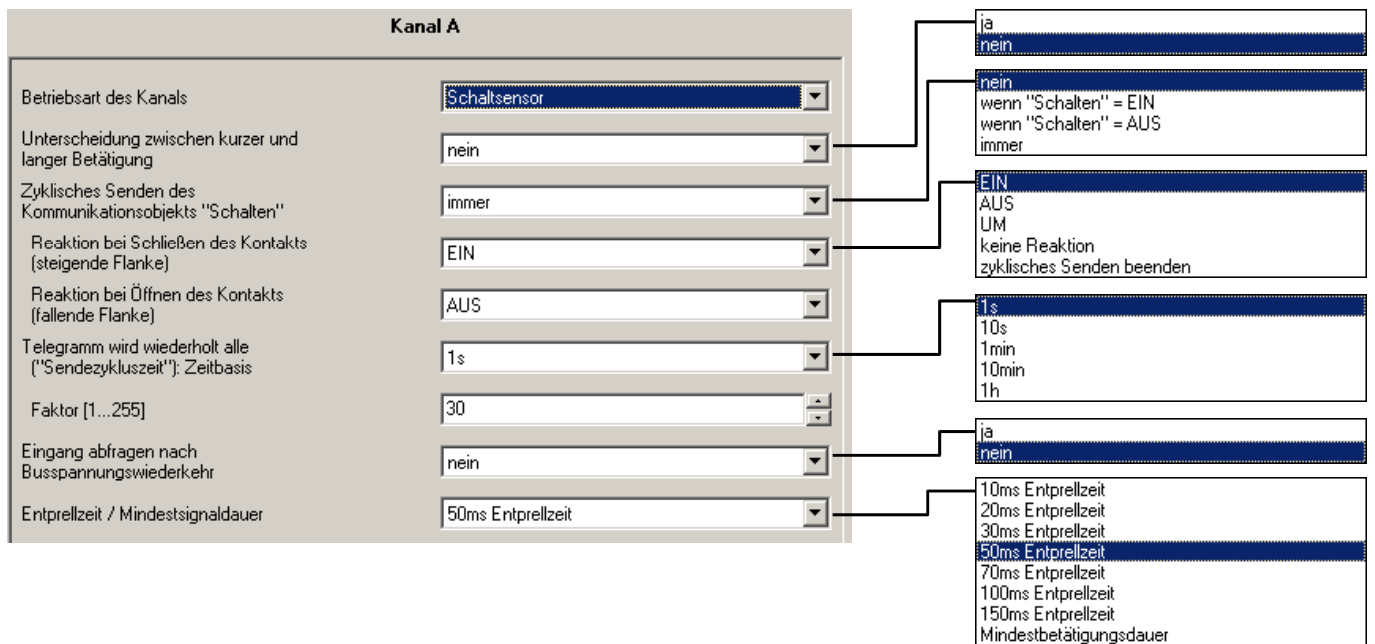 Kanal A
Betriebsart des Kanals
Schaltsensor
Unterscheidung zwischen kurzer und
langer Betätigung
nein
Zyklisches Senden des
Kommunikationsobjekts "Schalten"
immer
Reaktion bei Schließen des Kontakts
(steigende Flanke)
EIN
Reaktion bei Öffnen des Kontakts
(fallende Flanke)
AUS
Telegramm wird wiederholt alle
("Sendezykluszeit"): Zeitbasis
1s
Faktor [1...255]
30
Eingang abfragen nach
Busspannungswiederkehr
nein
Entprellzeit / Mindestsignaldauer
50ms Entprellzeit
ja
nein
nein
wenn "Schalten" = EIN
wenn "Schalten" = AUS
immer
EIN
AUS
UM
keine Reaktion
zyklisches Senden beenden
1s
10s
1min
10min
1h
ja
nein
10ms Entprellzeit
20ms Entprellzeit
30ms Entprellzeit
50ms Entprellzeit
70ms Entprellzeit
100ms Entprellzeit
150ms Entprellzeit
Mindestbetätigungsdauer